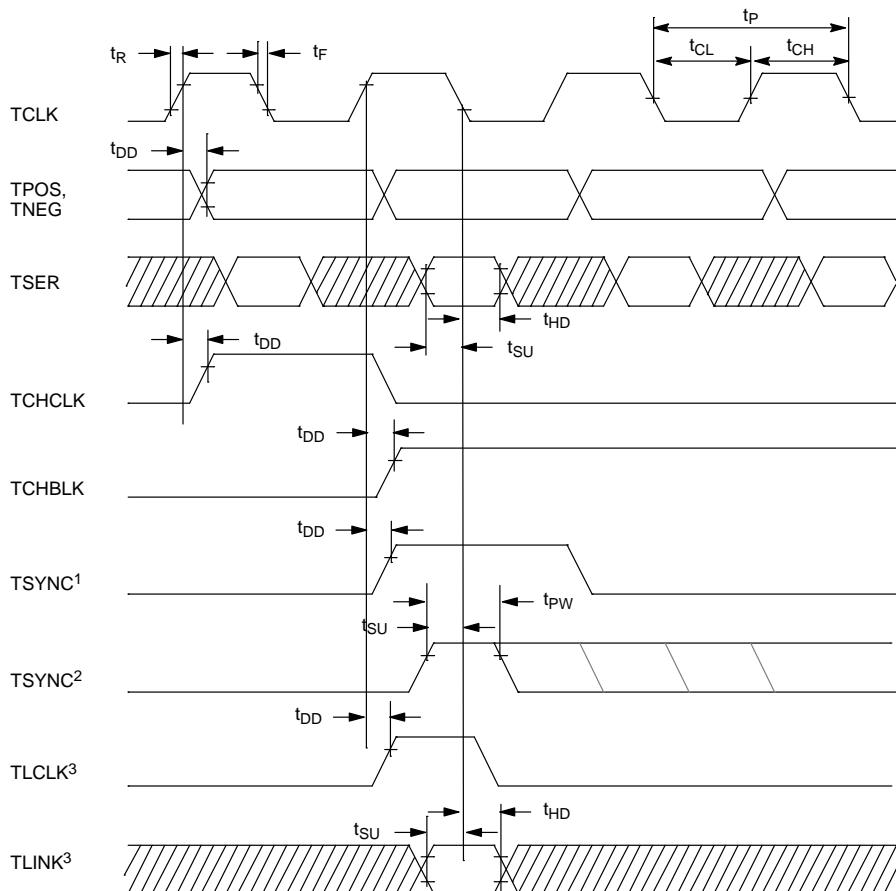 tP
tR
tF
tCL
tCH
TCLK
tDD
TPOS,
TNEG
TSER
tHD
tSU
tDD
TCHCLK
tDD
TCHBLK
tDD
TSYNC1
tPW
tSU
TSYNC2
tDD
TLCLK3
tHD
tSU
TLINK3